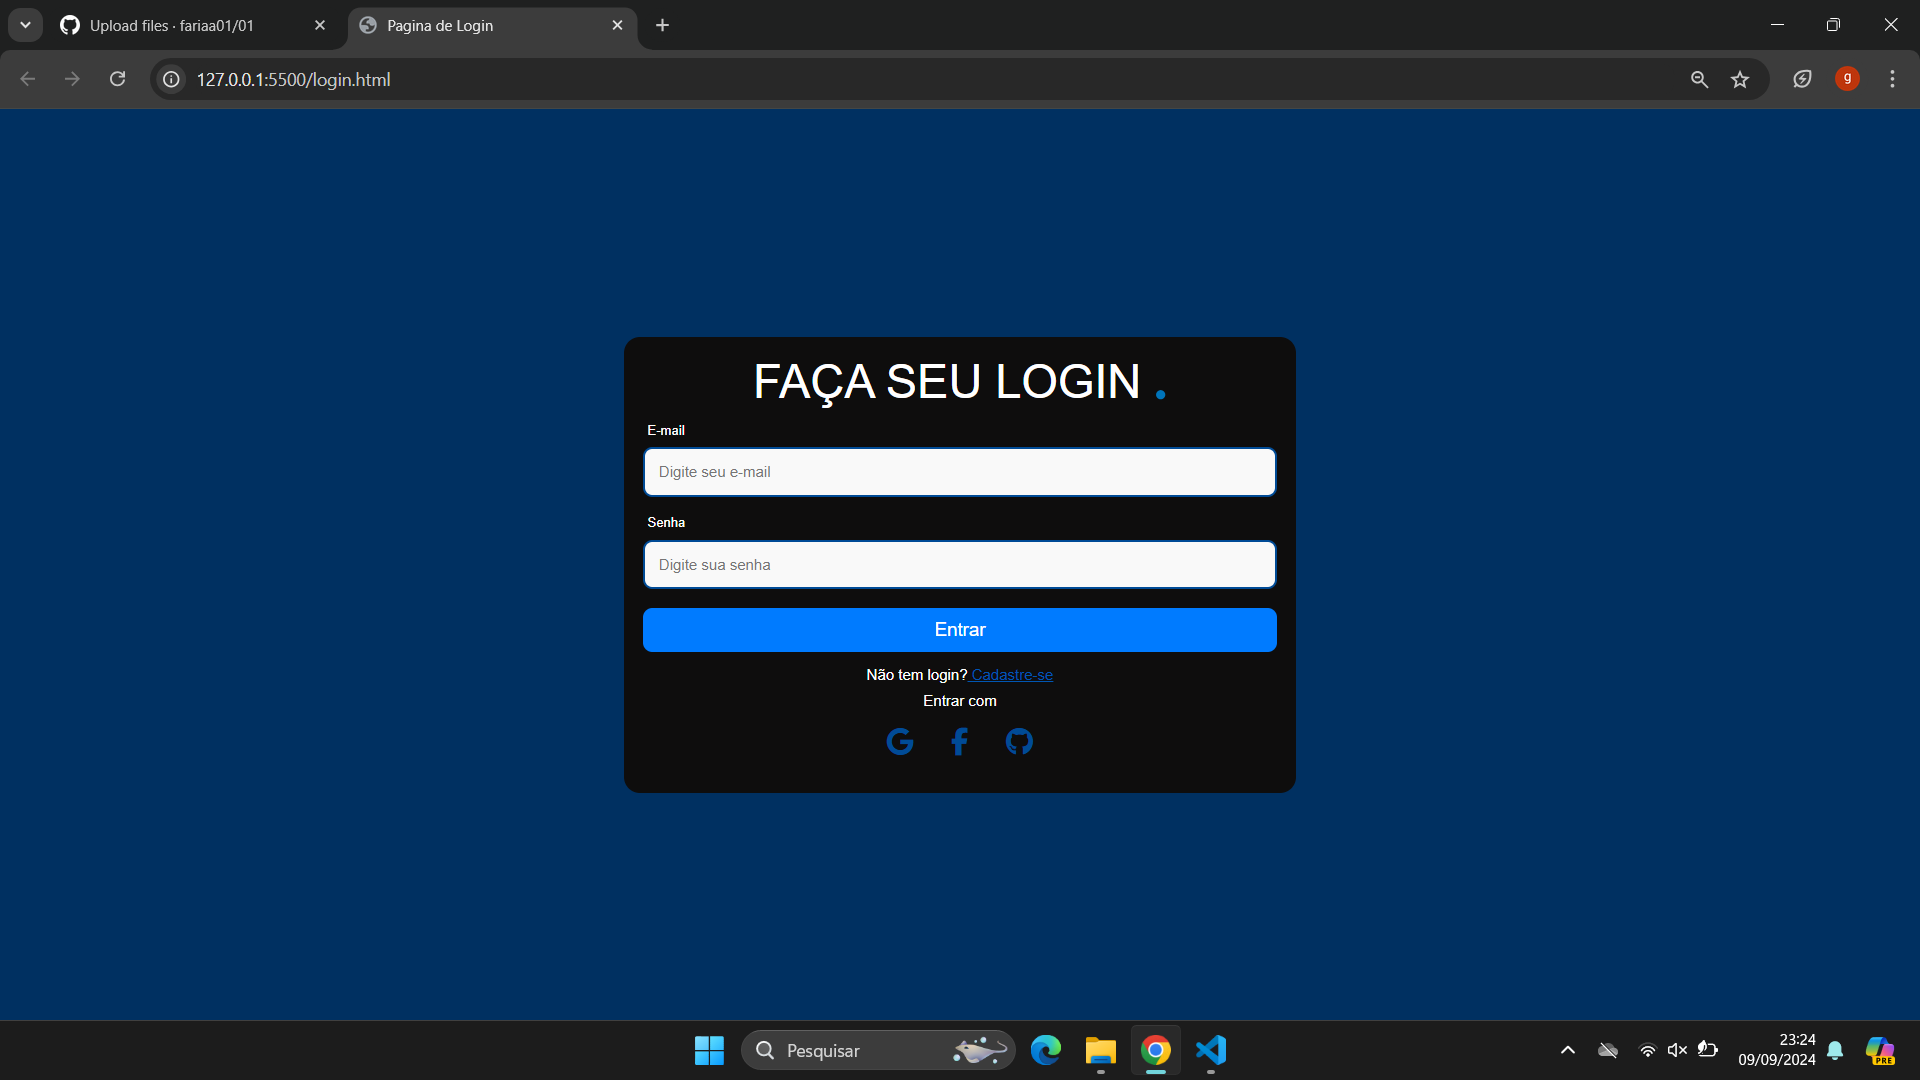 Upload files · fariaa01/01
Pagina de Login
127.0.0.1:5500/login.html
g
FAÇA SEU LOGIN .
E-mail
Digite seu e-mail
Senha
Digite sua senha
Entrar
Não tem login? Cadastre-se
Entrar com
Pesquisar
23:24
09/09/2024
PRE